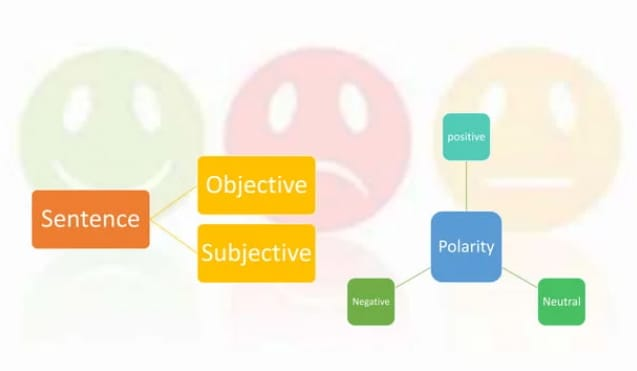 Sentence
Objective
Subjective
positive
Polarity
Negative
Neutral